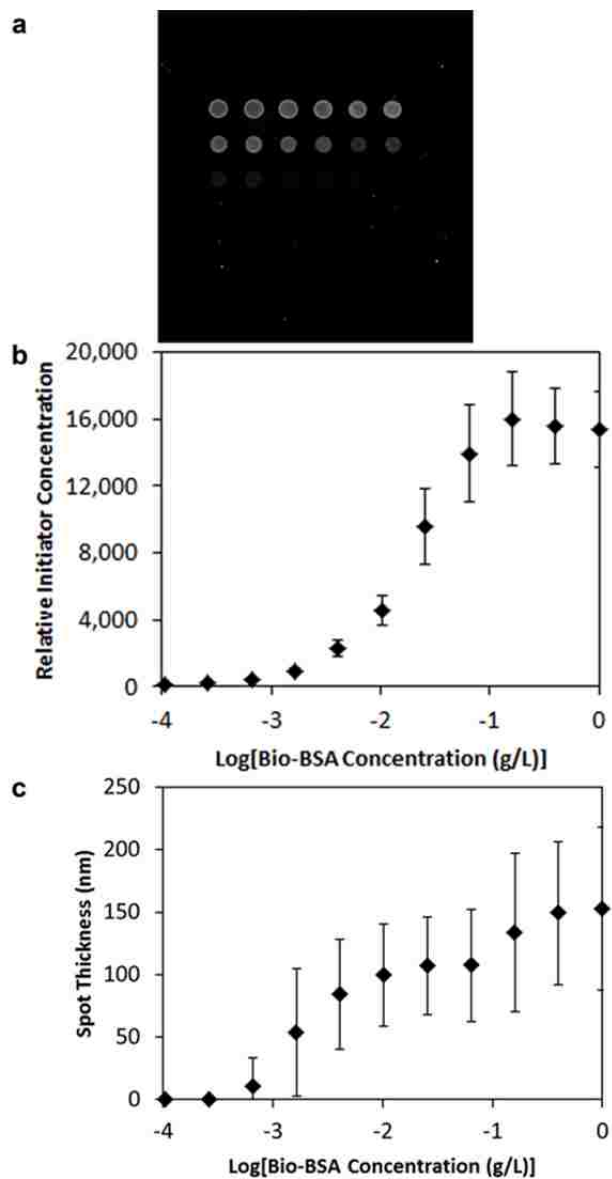 a
b
20,000
16,000
12,000
8,000
4,000
0
Relative Initiator Concentration
-4 -3 -2 -1 0
Log[Bio-BSA Concentration (g/L)]
c
250
200
150
100
50
0
Spot Thickness (nm)
-4 -3 -2 -1 0
Log[Bio-BSA Concentration (g/L)]